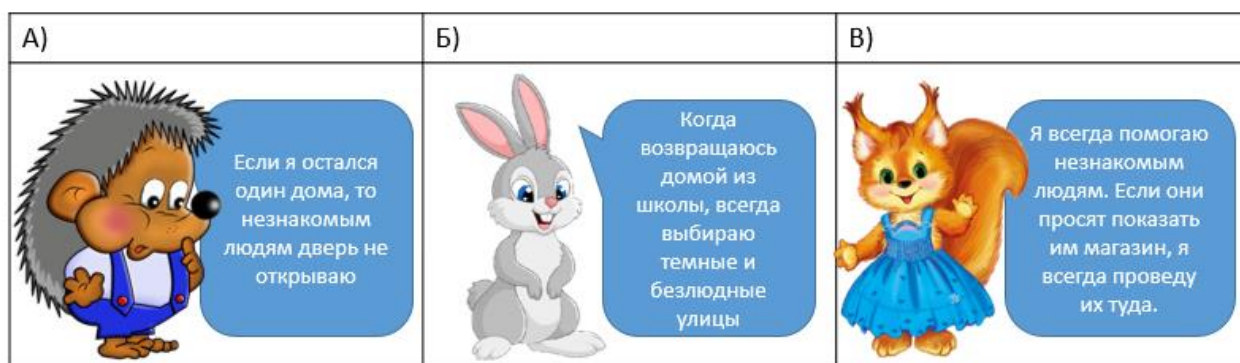 А)
Б)
В)
Если я остался
один дома, то
незнакомым
людям дверь не
открываю
Когда
возвращаюсь
домой из
школы, всегда
выбираю
темные и
безлюдные
улицы
Я всегда помогаю
незнакомым
людям. Если они
просят показать
им магазин, я
всегда проведу
их туда.